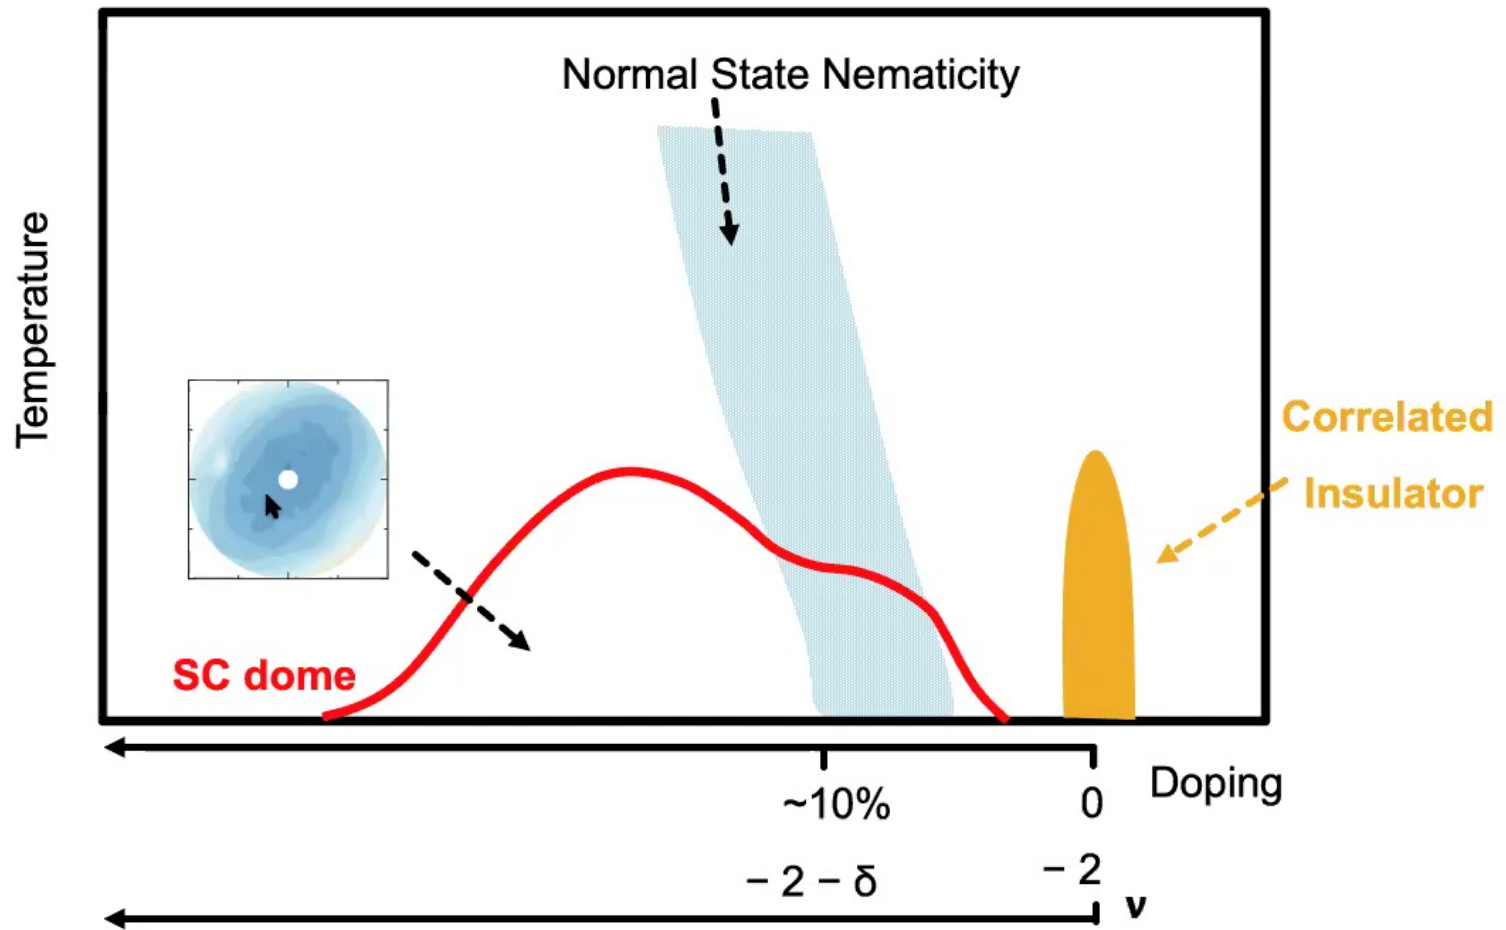 Normal State Nematicity
Temperature
Correlated
Insulator
SC dome
~10%
0
Doping
− 2 − δ
− 2
ν